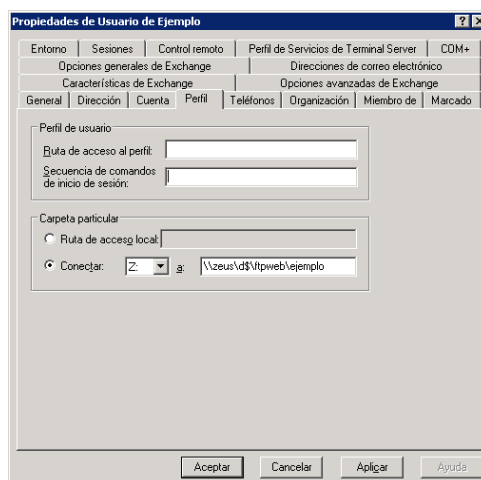 Propiedades de Usuario de Ejemplo
Entorno Sesiones Control remoto Perfil de Servicios de Terminal Server COM+
Opciones generales de Exchange Direcciones de correo electrónico
Características de Exchange Opciones avanzadas de Exchange
General Dirección Cuenta Perfil Teléfonos Organización Miembro de Marcado
Perfil de usuario
Ruta de acceso al perfil:
Secuencia de comandos
de inicio de sesión:
Carpeta particular
Ruta de acceso local:
Conectar: Z: a: \\zeus\d$\ftpweb\ejemplo
Aceptar Cancelar Aplicar Ayuda